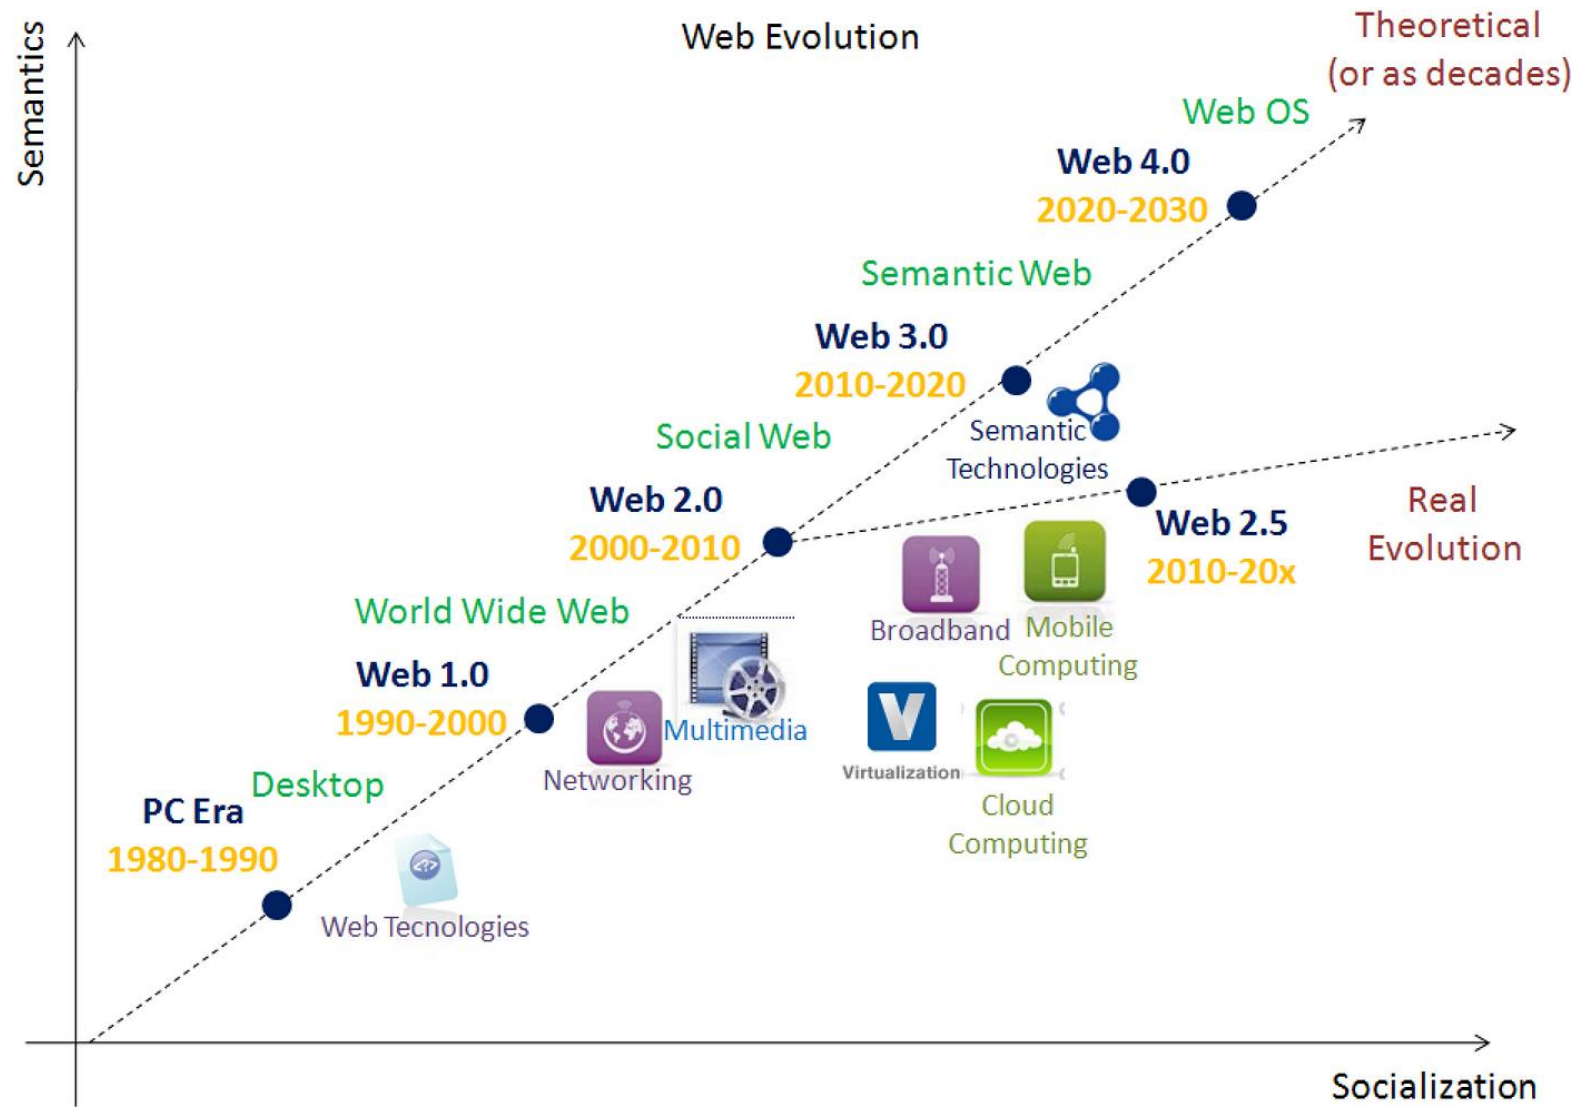 Web Evolution
Semantics
Theoretical
(or as decades)
Web OS
Web 4.0
2020-2030
Semantic Web
Web 3.0
2010-2020
Semantic
Technologies
Social Web
Web 2.0
2000-2010
Web 2.5
2010-20x
Real
Evolution
Broadband
Mobile
Computing
World Wide Web
Web 1.0
1990-2000
Multimedia
Networking
V
Virtualization
Cloud
Computing
Desktop
PC Era
1980-1990
<?>
Web Tecnologies
Socialization